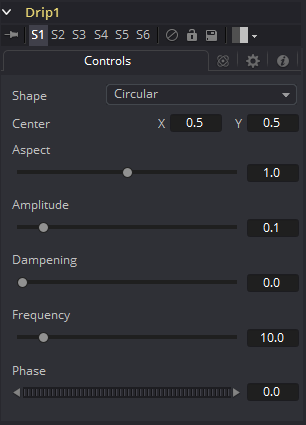 Drip1
S1 S2 S3 S4 S5 S6
Controls
Shape Circular
Center X 0.5 Y 0.5
Aspect
1.0
Amplitude
0.1
Dampening
0.0
Frequency
10.0
Phase
0.0